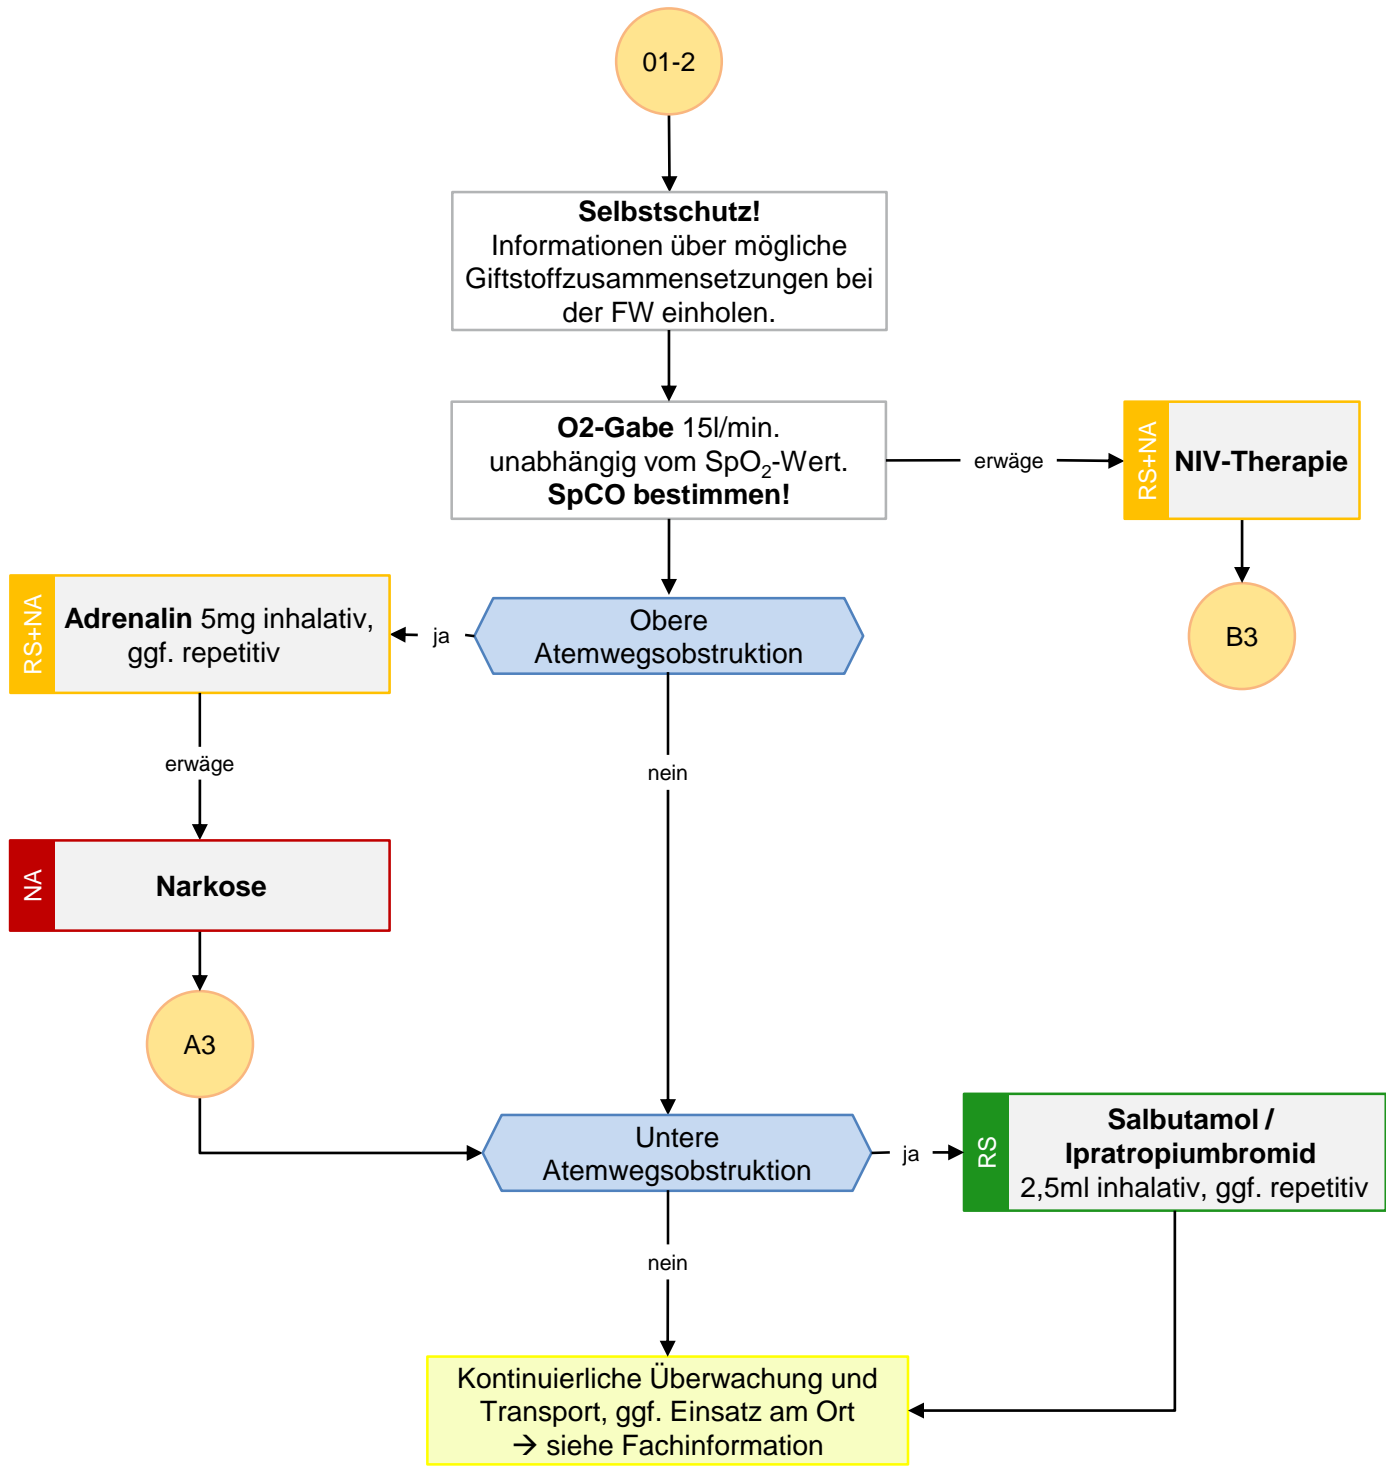 01-2
Selbstschutz!
Informationen über mögliche
Giftstoffzusammensetzungen bei
der FW einholen.
O2-Gabe 15l/min.
unabhängig vom SpO₂-Wert.
SpCO bestimmen!
erwäge
RS+NA
NIV-Therapie
B3
Obere
Atemwegsobstruktion
ja
RS+NA
Adrenalin 5mg inhalativ,
ggf. repetitiv
erwäge
nein
NA
Narkose
A3
Untere
Atemwegsobstruktion
ja
RS
Salbutamol /
Ipratropiumbromid
2,5ml inhalativ, ggf. repetitiv
nein
Kontinuierliche Überwachung und
Transport, ggf. Einsatz am Ort
→ siehe Fachinformation